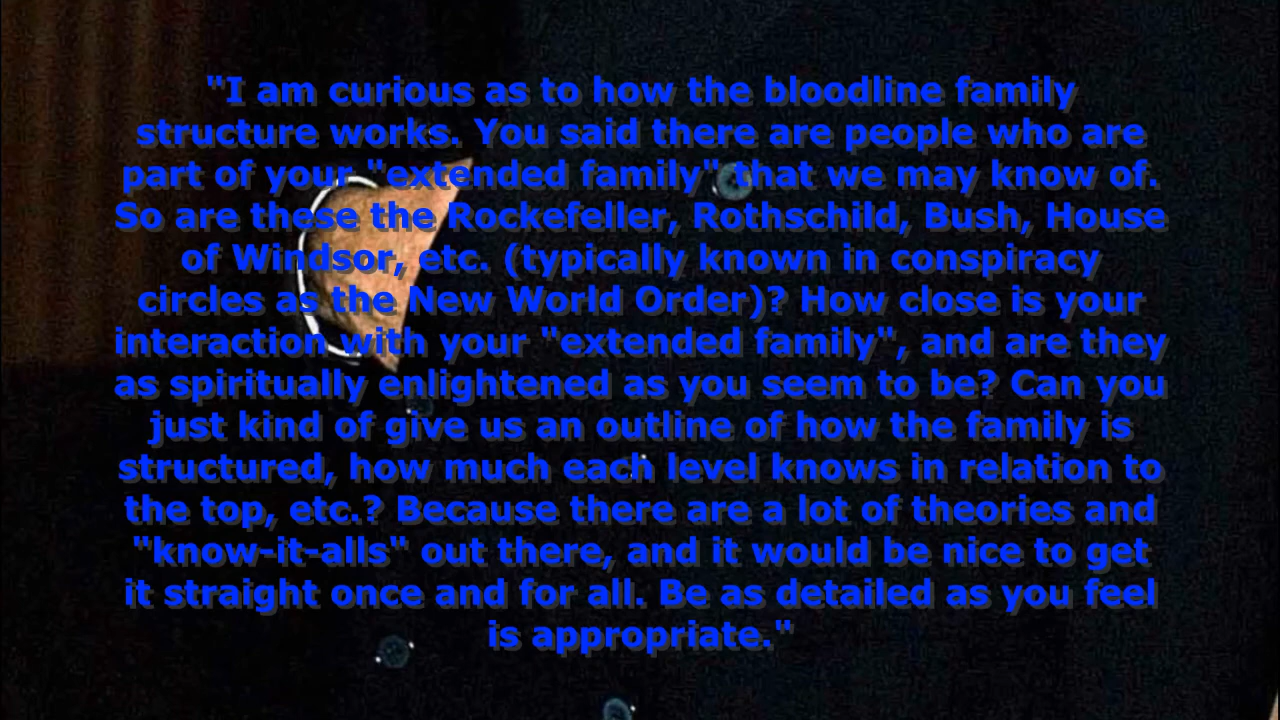 "I am curious as to how the bloodline family
structure works. You said there are people who are
part of your "extended family" that we may know of.
So are these the Rockefeller, Rothschild, Bush, House
of Windsor, etc. (typically known in conspiracy
circles as the New World Order)? How close is your
interaction with your "extended family", and are they
as spiritually enlightened as you seem to be? Can you
just kind of give us an outline of how the family is
structured, how much each level knows in relation to
the top, etc.? Because there are a lot of theories and
"know-it-alls" out there, and it would be nice to get
it straight once and for all. Be as detailed as you feel
is appropriate."